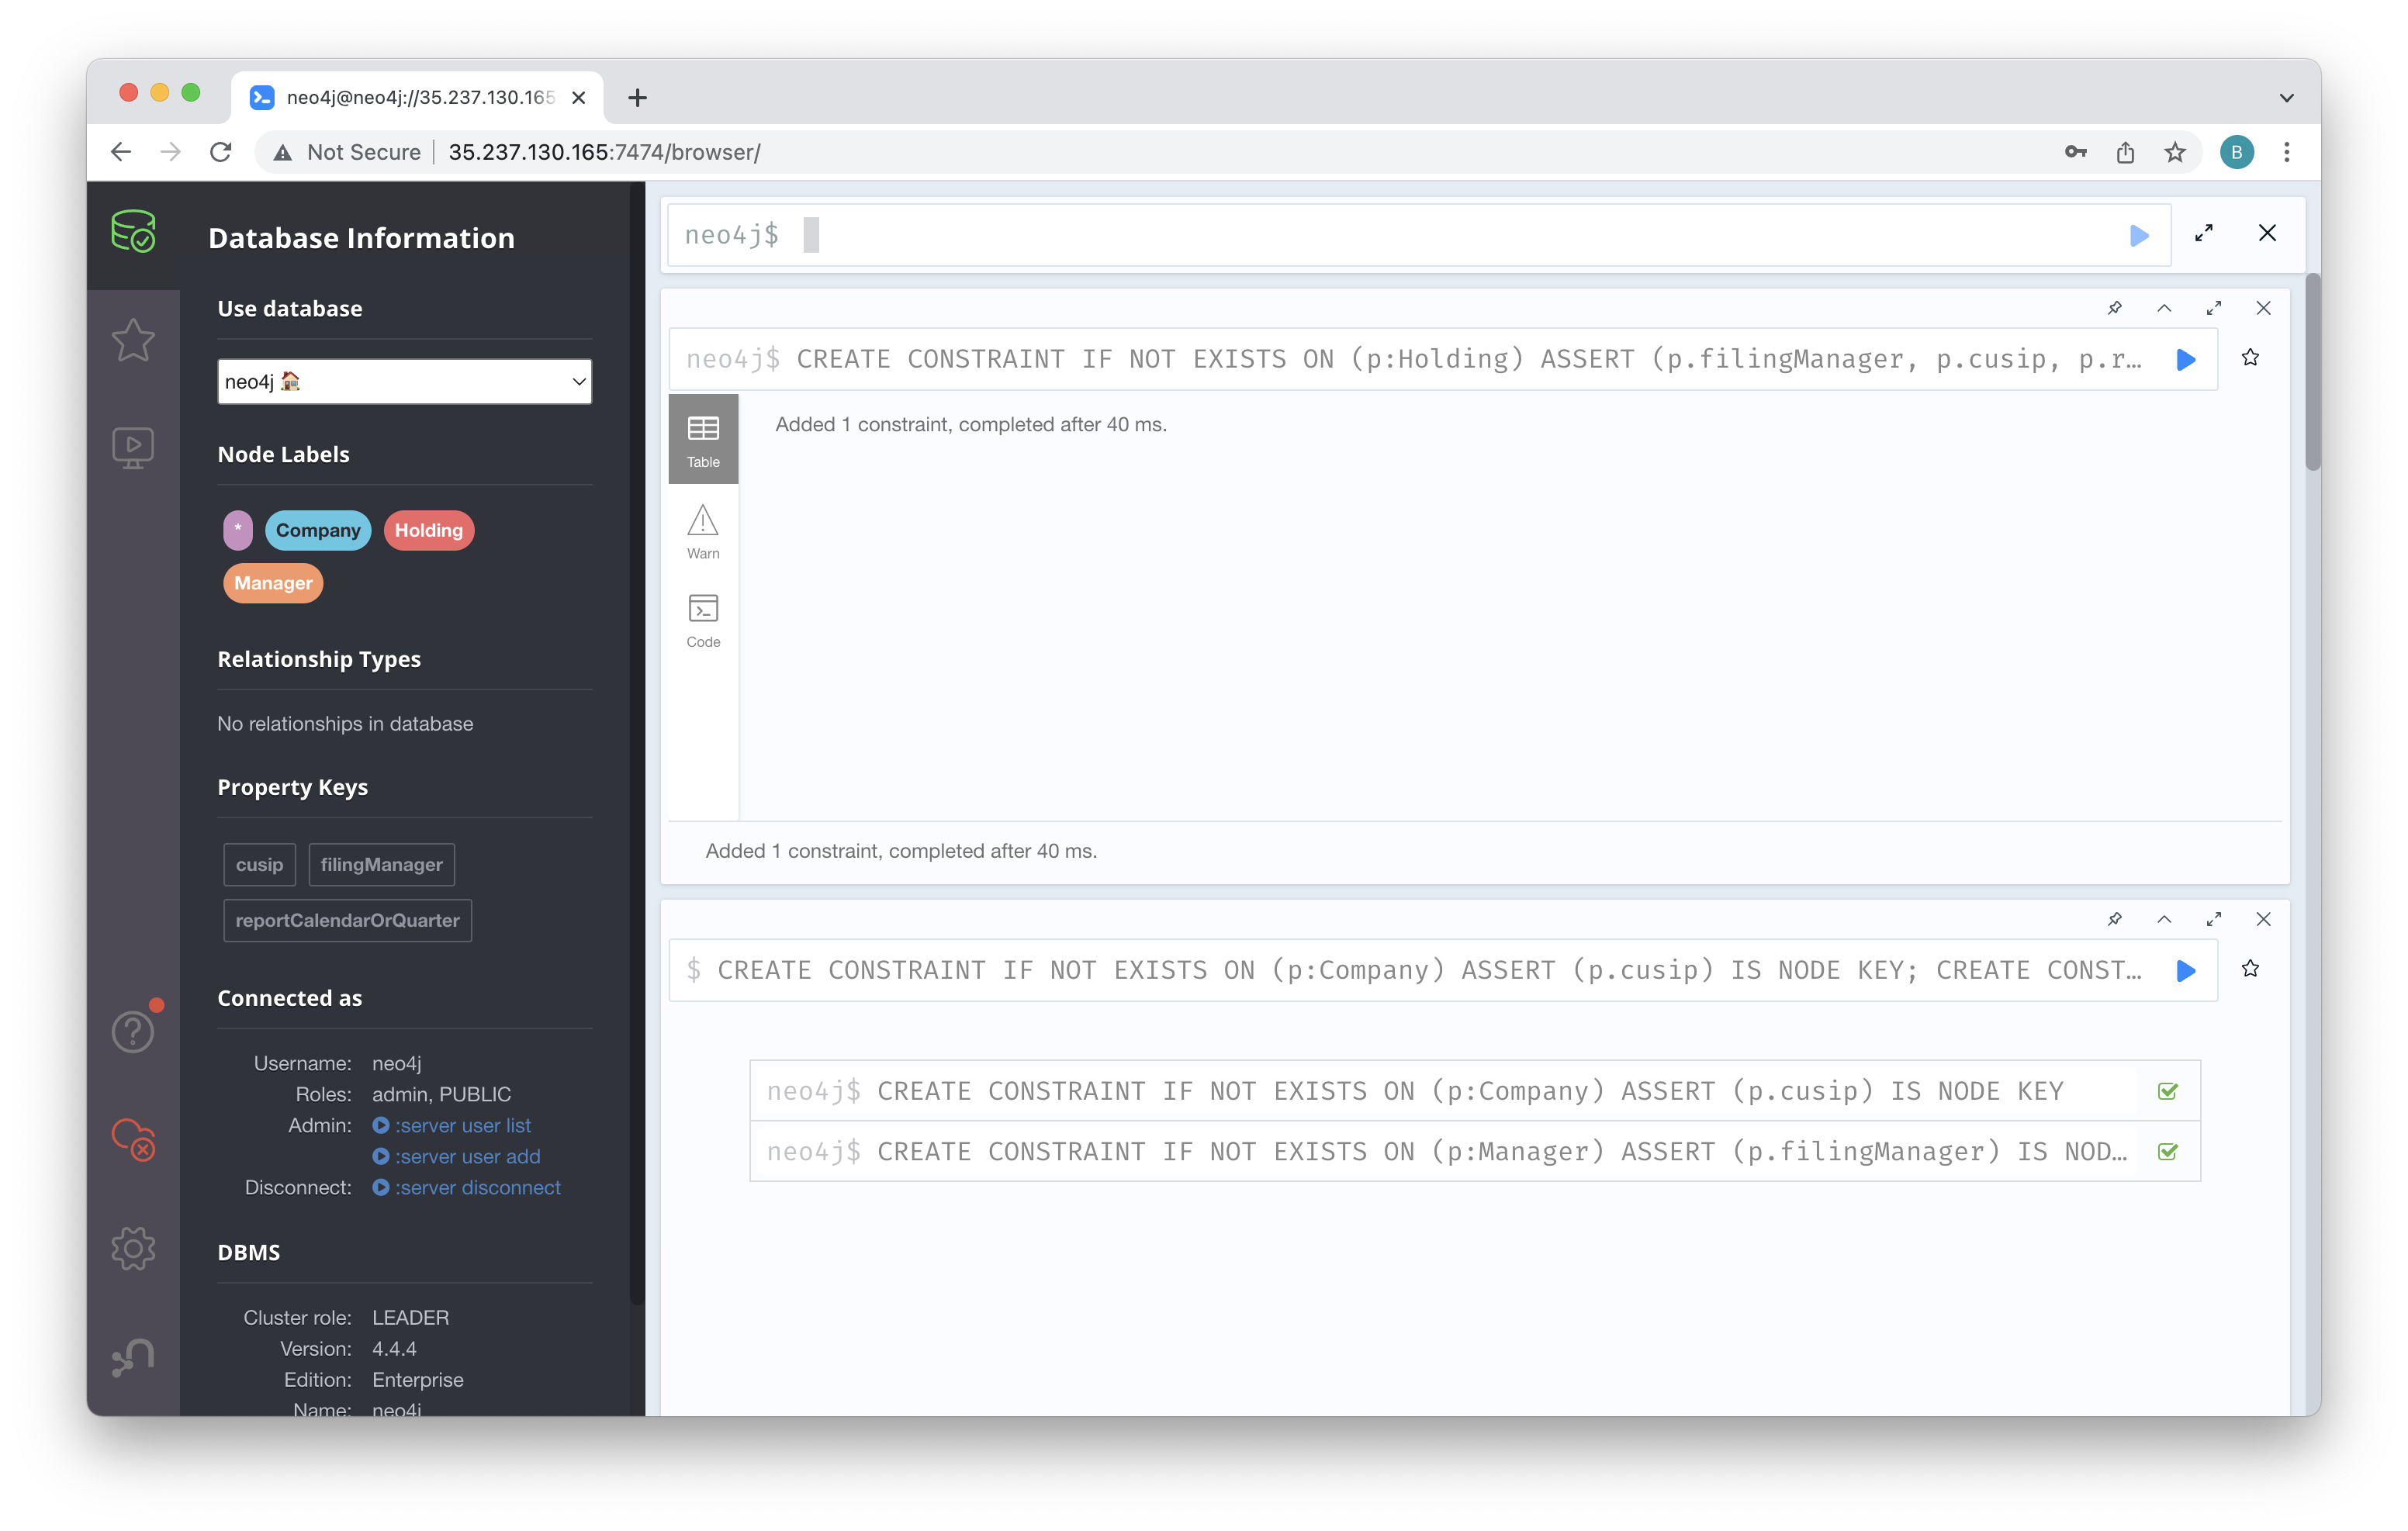 neo4j@neo4j://35.237.130.165
Not Secure
35.237.130.165:7474/browser/
B
Database Information
Use database
neo4j 🏠
Node Labels
*
Company
Holding
Manager
Relationship Types
No relationships in database
Property Keys
cusip
filingManager
reportCalendarOrQuarter
Connected as
Username: neo4j
Roles: admin, PUBLIC
Admin: :server user list
:server user add
Disconnect: :server disconnect
DBMS
Cluster role: LEADER
Version: 4.4.4
Edition: Enterprise
Name: neo4j
neo4j$
neo4j$ CREATE CONSTRAINT IF NOT EXISTS ON (p:Holding) ASSERT (p.filingManager, p.cusip, p.r…
Table
Warn
Code
Added 1 constraint, completed after 40 ms.
Added 1 constraint, completed after 40 ms.
$ CREATE CONSTRAINT IF NOT EXISTS ON (p:Company) ASSERT (p.cusip) IS NODE KEY; CREATE CONST…
neo4j$ CREATE CONSTRAINT IF NOT EXISTS ON (p:Company) ASSERT (p.cusip) IS NODE KEY
neo4j$ CREATE CONSTRAINT IF NOT EXISTS ON (p:Manager) ASSERT (p.filingManager) IS NOD…